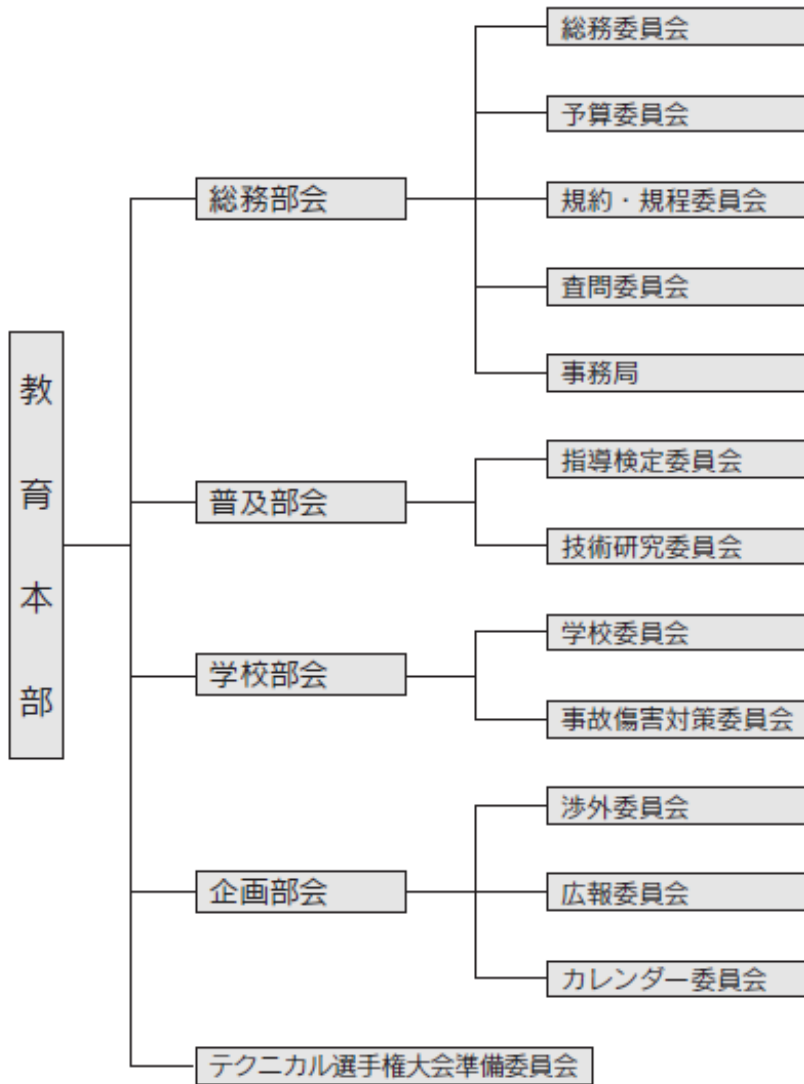 教育本部
総務部会
総務委員会
予算委員会
規約・規程委員会
査問委員会
事務局
普及部会
指導検定委員会
技術研究委員会
学校部会
学校委員会
事故傷害対策委員会
企画部会
渉外委員会
広報委員会
カレンダー委員会
テクニカル選手権大会準備委員会